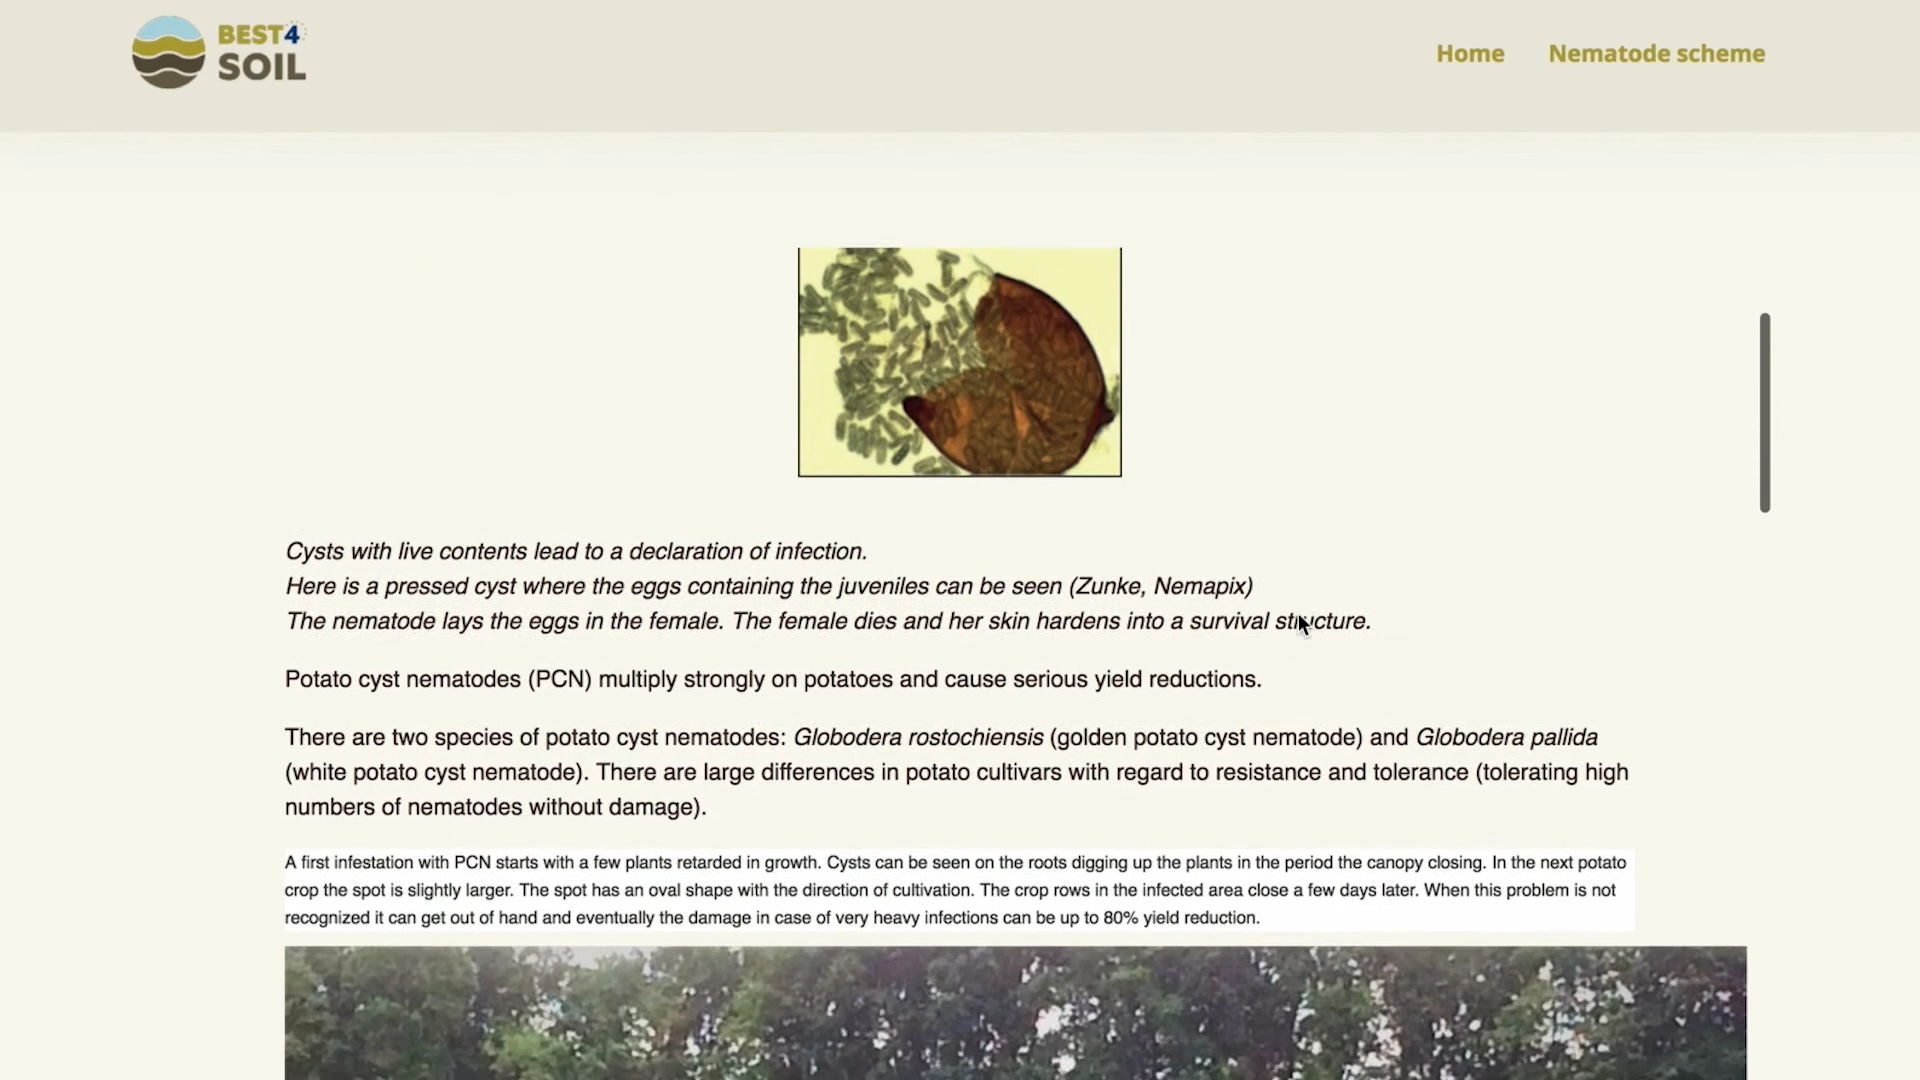 BEST4
SOIL
Home
Nematode scheme
Cysts with live contents lead to a declaration of infection.
Here is a pressed cyst where the eggs containing the juveniles can be seen (Zunke, Nemapix)
The nematode lays the eggs in the female. The female dies and her skin hardens into a survival structure.
Potato cyst nematodes (PCN) multiply strongly on potatoes and cause serious yield reductions.
There are two species of potato cyst nematodes: Globodera rostochiensis (golden potato cyst nematode) and Globodera pallida
(white potato cyst nematode). There are large differences in potato cultivars with regard to resistance and tolerance (tolerating high
numbers of nematodes without damage).
A first infestation with PCN starts with a few plants retarded in growth. Cysts can be seen on the roots digging up the plants in the period the canopy closing. In the next potato
crop the spot is slightly larger. The spot has an oval shape with the direction of cultivation. The crop rows in the infected area close a few days later. When this problem is not
recognized it can get out of hand and eventually the damage in case of very heavy infections can be up to 80% yield reduction.